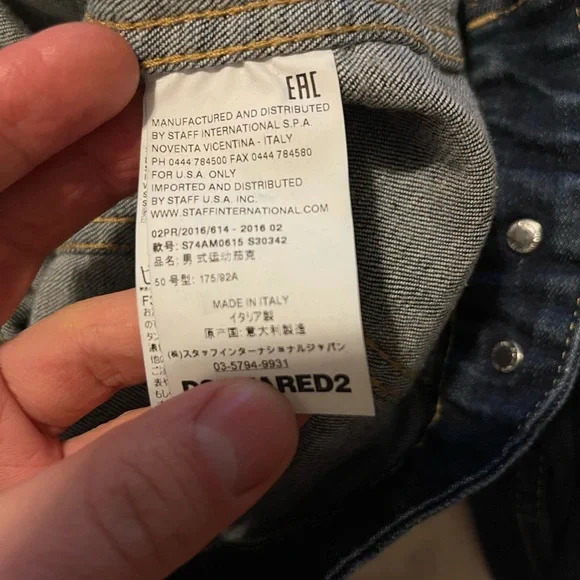 EAC
MANUFACTURED AND DISTRIBUTED
BY STAFF INTERNATIONAL S.P.A.
NOVENTA VICENTINA - ITALY
PH 0444 784500 FAX 0444 784580
FOR U.S.A. ONLY
IMPORTED AND DISTRIBUTED
BY STAFF U.S.A. INC.
WWW.STAFFINTERNATIONAL.COM
02PR/2016/614 - 2016 02
款号: S74AM0615 S30342
品名: 男式运动茄克
50 号型: 175/92A
MADE IN ITALY
イタリア製
原产国: 意大利製造
(株)スタッフインターナショナルジャパン
03-5794-9931
ARED2